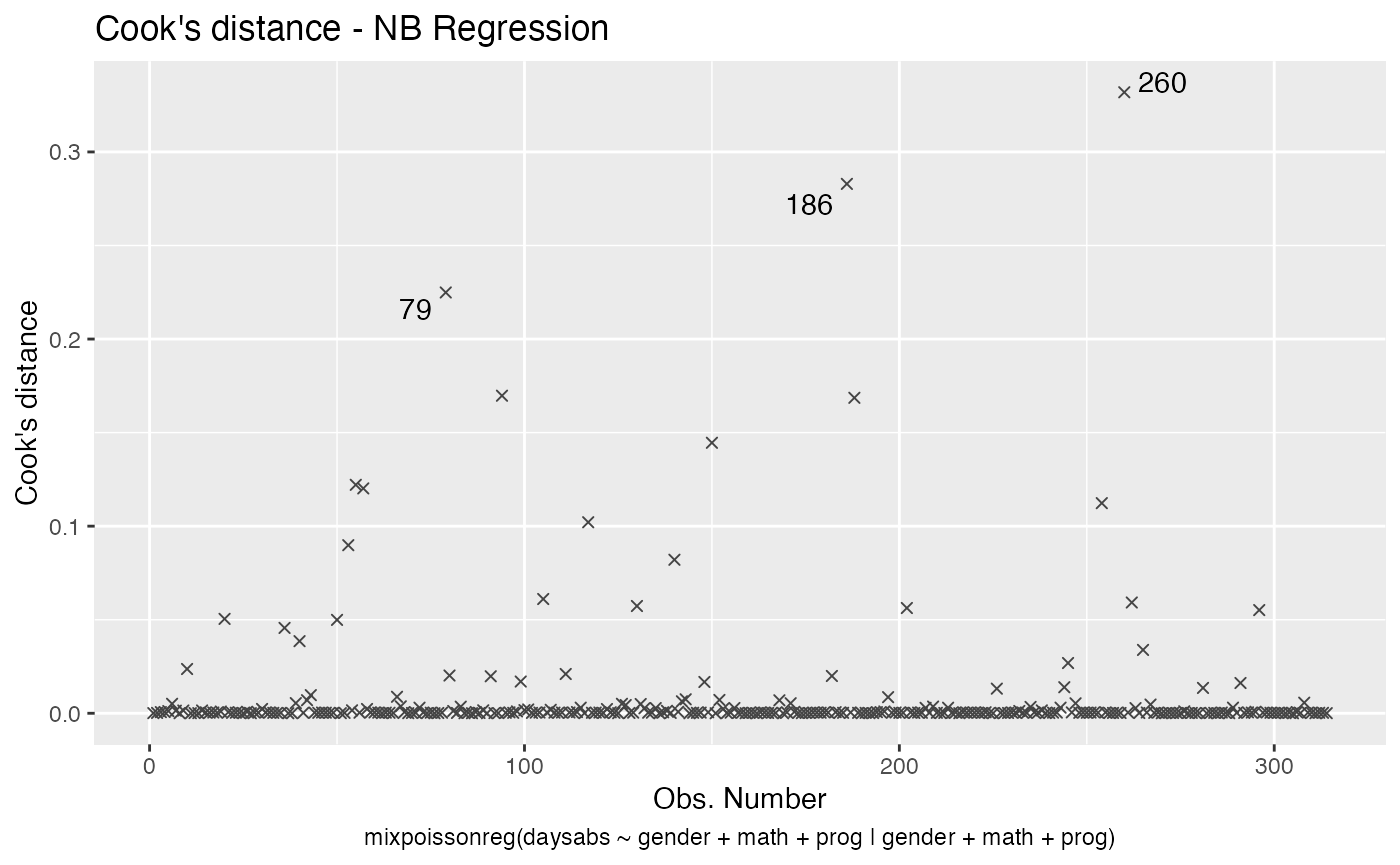 Cook's distance - NB Regression
260
0.3
186
79
0.2
Cook's distance
0.1
0.0
0 100 200 300
Obs. Number
mixpoissonreg(daysabs ~ gender + math + prog | gender + math + prog)